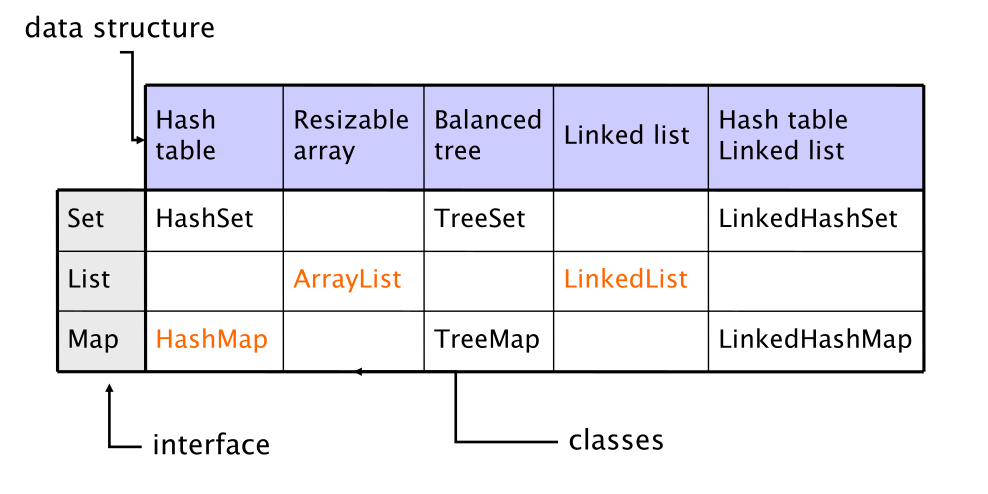 data structure
Hash
table
Resizable
array
Balanced
tree
Linked list
Hash table
Linked list
Set
HashSet
TreeSet
LinkedHashSet
List
ArrayList
LinkedList
Map
HashMap
TreeMap
LinkedHashMap
interface
classes